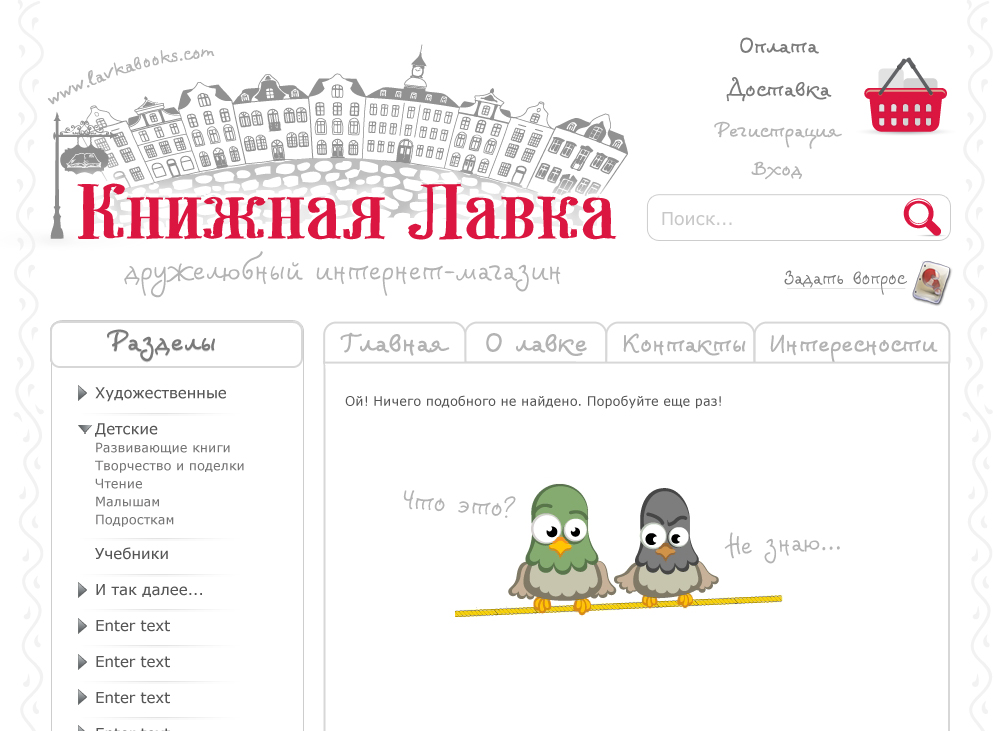 www.lavkabooks.com
Книжная Лавка
дружелюбный интернет-магазин
Оплата
Доставка
Регистрация
Вход
Поиск...
Задать вопрос
Разделы
Художественные
Детские
Развивающие книги
Творчество и поделки
Чтение
Малышам
Подросткам
Учебники
И так далее...
Enter text
Enter text
Enter text
Enter text
Главная
О лавке
Контакты
Интересности
Ой! Ничего подобного не найдено. Поробуйте еще раз!
Что это?
Не знаю...